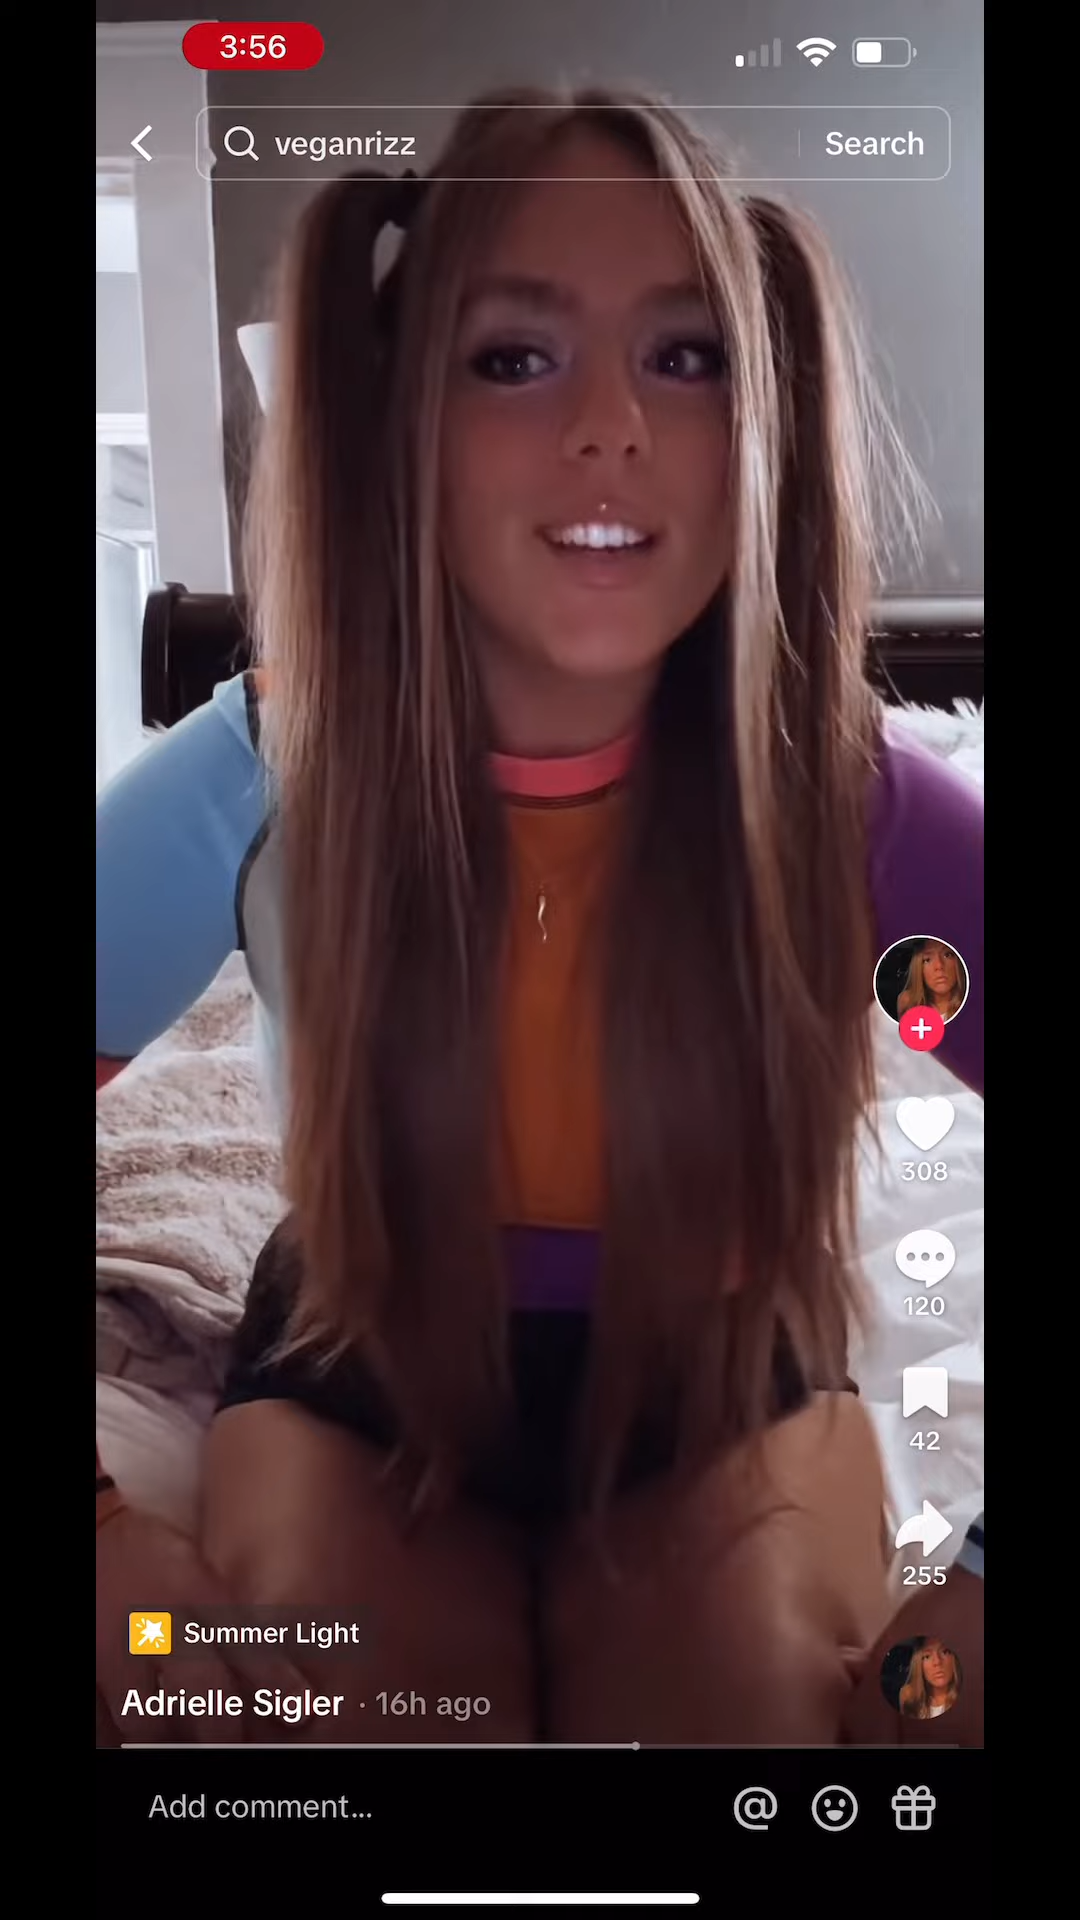 3:56
veganrizz
Search
308
120
42
255
Summer Light
Adrielle Sigler · 16h ago
Add comment...